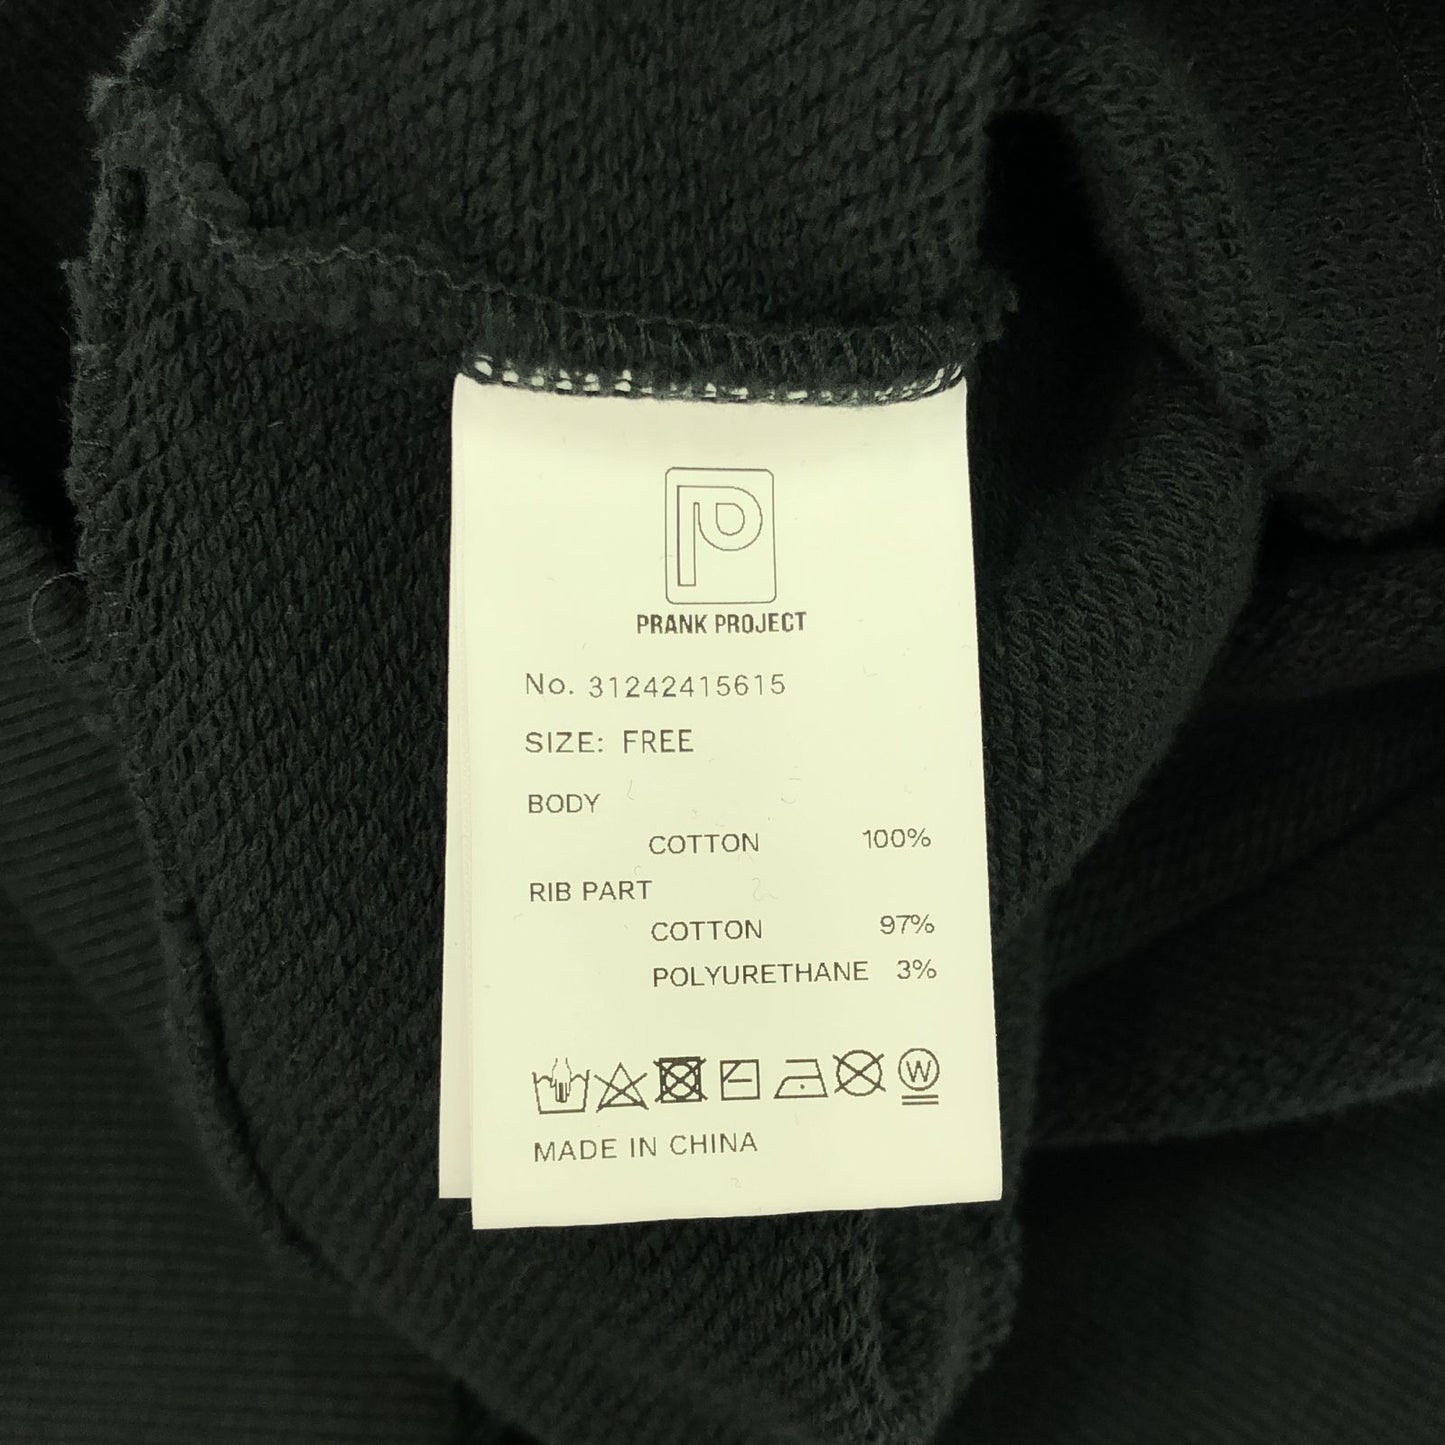 PRANK PROJECT
No. 31242415615
SIZE: FREE
BODY
COTTON 100%
RIB PART
COTTON 97%
POLYURETHANE 3%
W
MADE IN CHINA